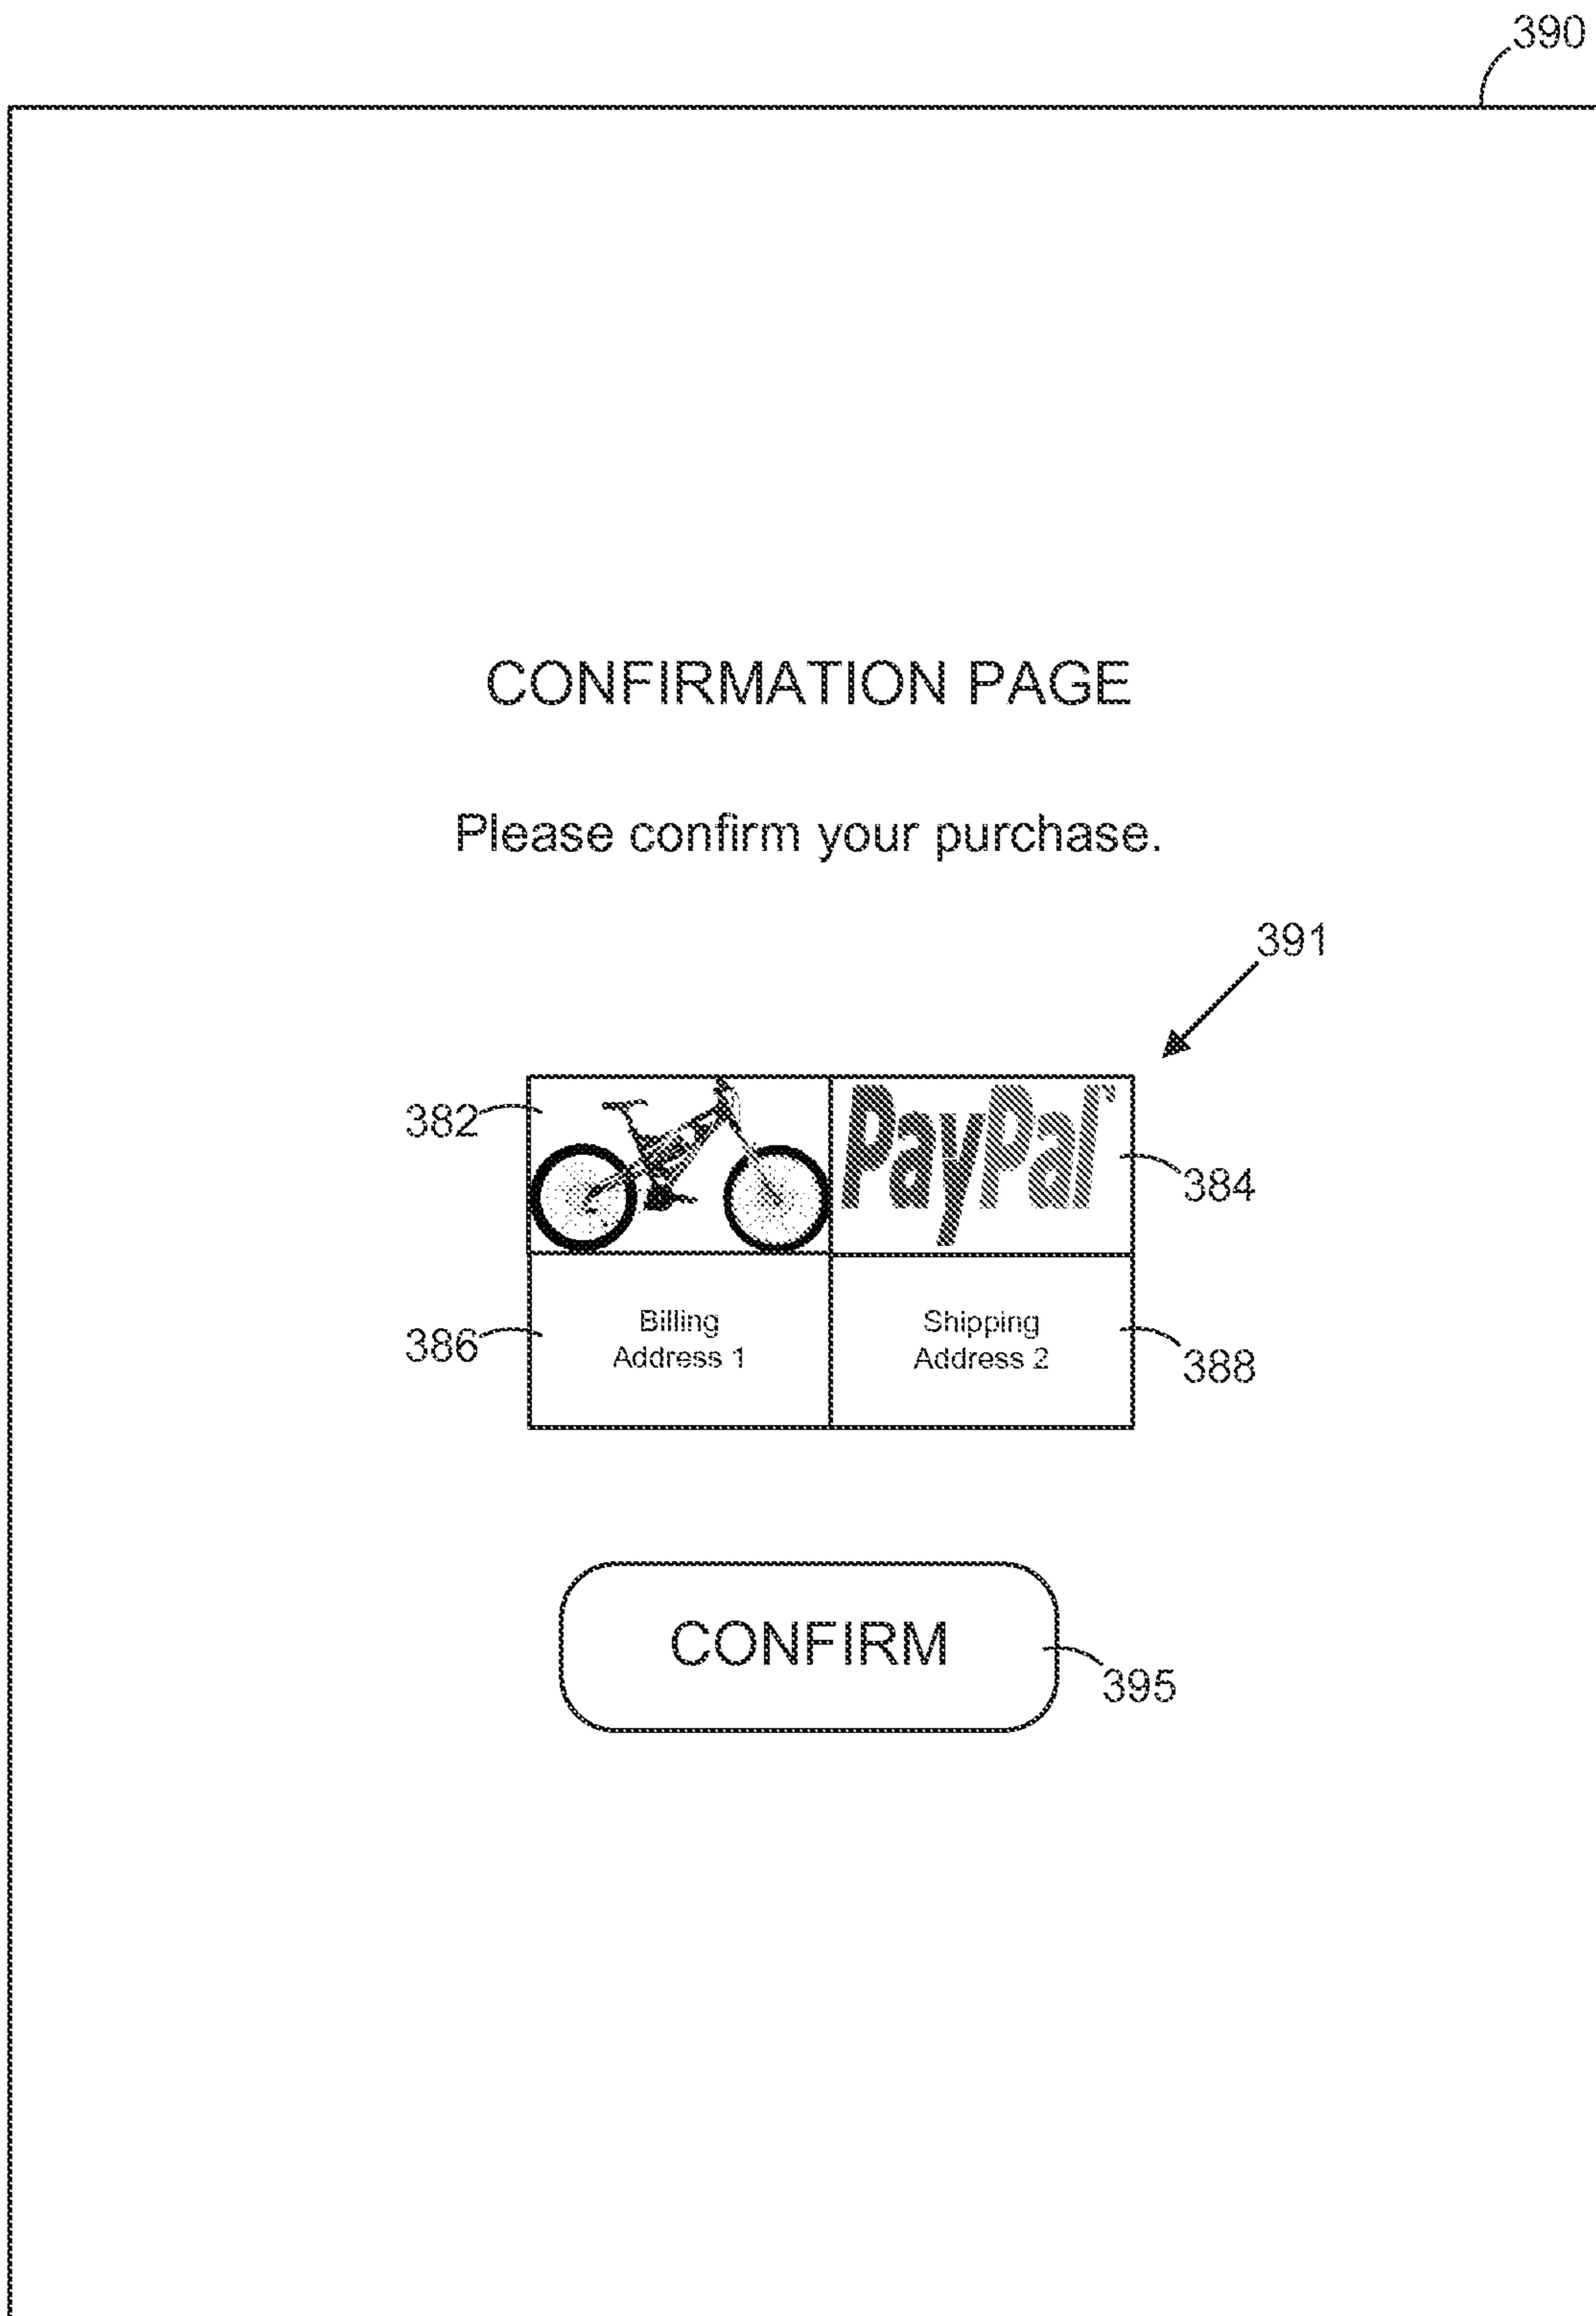 390
CONFIRMATION PAGE
Please confirm your purchase.
391
382
PayPal
384
386
Billing
Address 1
Shipping
Address 2
388
CONFIRM
395